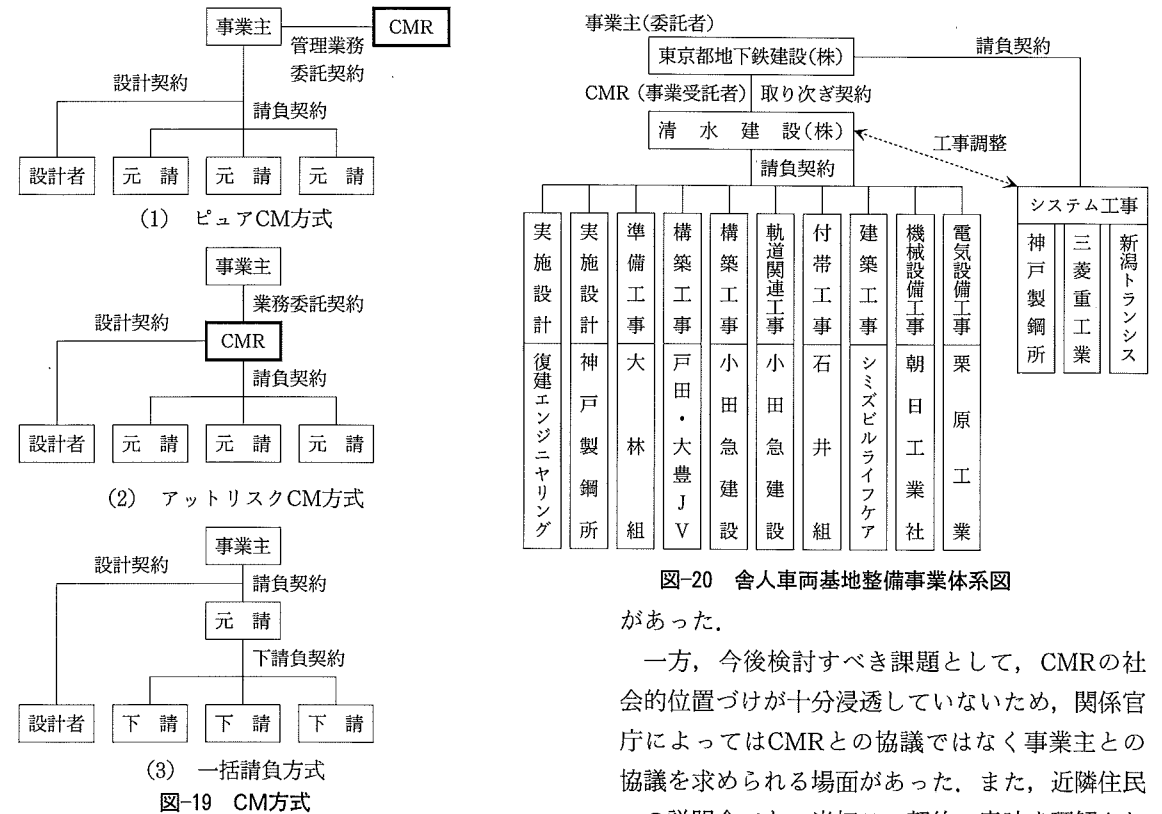 事業主
CMR
管理業務
委託契約
設計契約
請負契約
設計者
元 請
元 請
元 請
(1) ピュアCM方式
事業主
業務委託契約
設計契約
CMR
請負契約
設計者
元 請
元 請
元 請
(2) アットリスクCM方式
事業主
設計契約
請負契約
元 請
下請負契約
設計者
下 請
下 請
下 請
(3) 一括請負方式
図-19 CM方式
事業主(委託者)
東京都地下鉄建設(株)
請負契約
CMR(事業受託者)
取り次ぎ契約
清 水 建 設(株)
工事調整
請負契約
実施設計
復建エンジニヤリング
実施設計
神戸製鋼所
準備工事
大林組
構築工事
戸田・大豊JV
構築工事
小田急建設
軌道関連工事
小田急建設
付帯工事
石井組
建築工事
シミズビルライフケア
機械設備工事
朝日工業社
電気設備工事
栗原工業
システム工事
神戸製鋼所
三菱重工業
新潟トランシス
図-20 舎人車両基地整備事業体系図
があった.
一方,今後検討すべき課題として,CMRの社
会的位置づけが十分浸透していないため,関係官
庁によってはCMRとの協議ではなく事業主との
協議を求められる場面があった.また,近隣住民